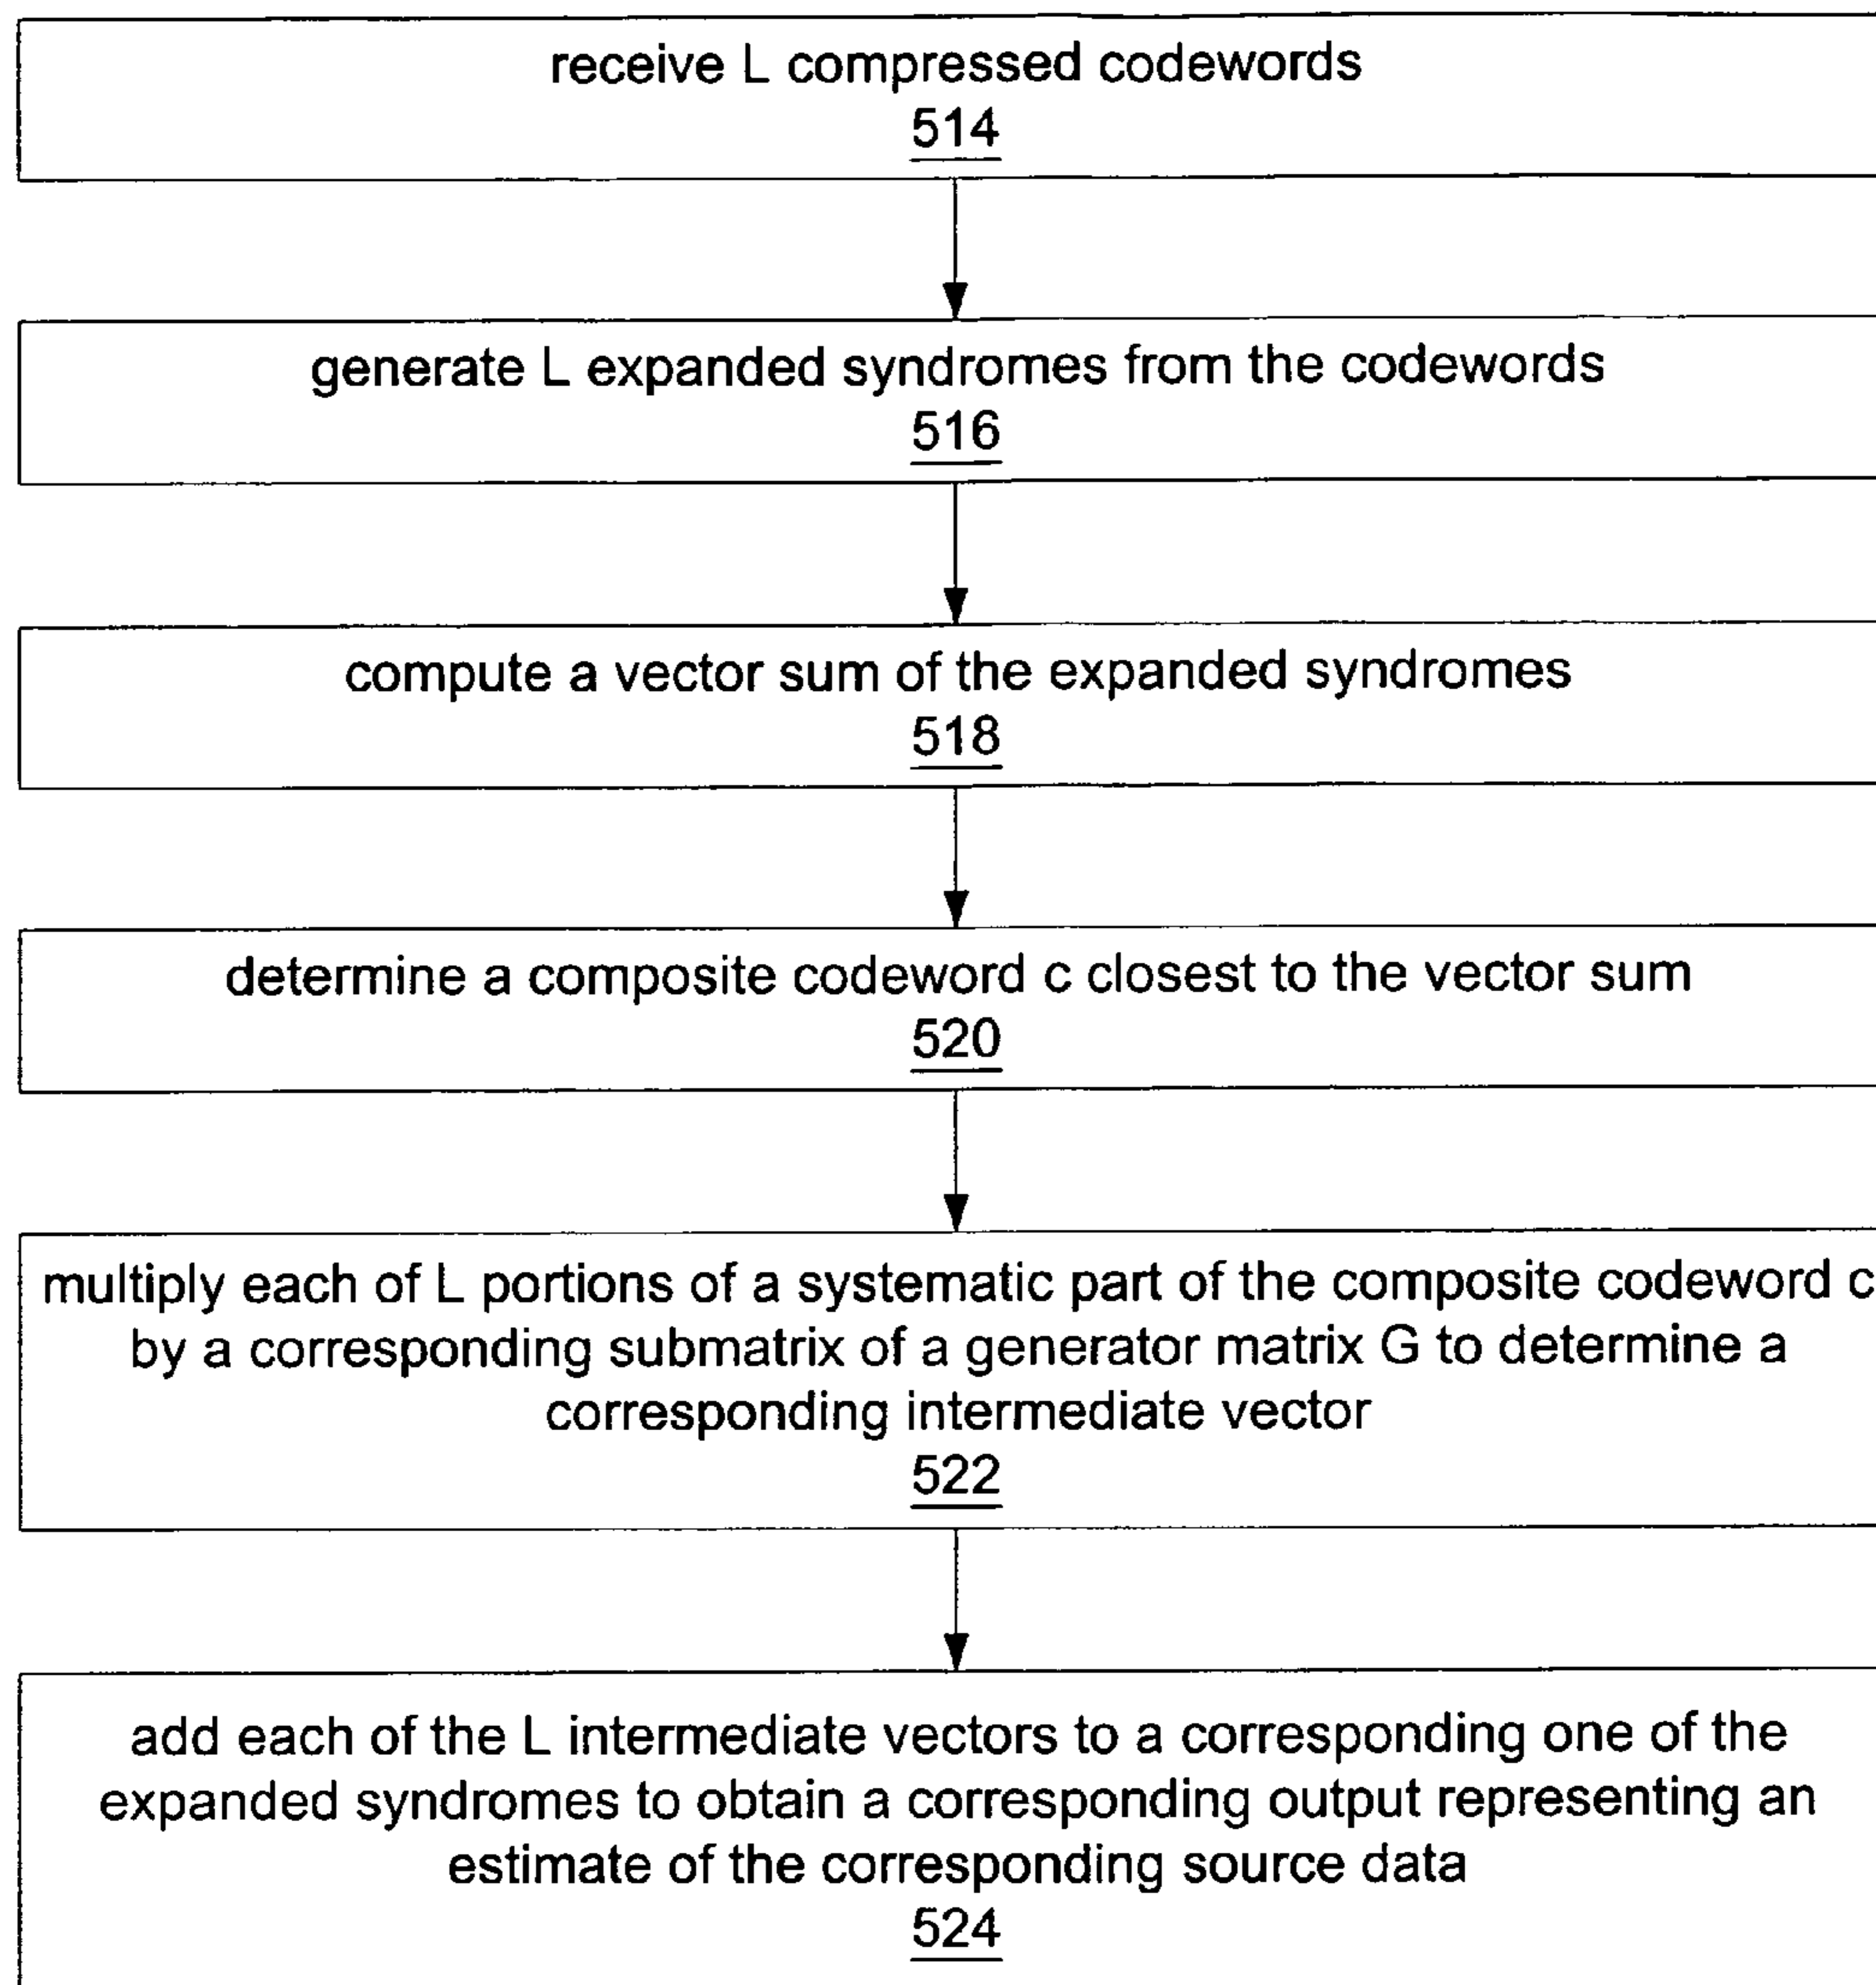 receive L compressed codewords
514
generate L expanded syndromes from the codewords
516
compute a vector sum of the expanded syndromes
518
determine a composite codeword c closest to the vector sum
520
multiply each of L portions of a systematic part of the composite codeword c
by a corresponding submatrix of a generator matrix G to determine a
corresponding intermediate vector
522
add each of the L intermediate vectors to a corresponding one of the
expanded syndromes to obtain a corresponding output representing an
estimate of the corresponding source data
524